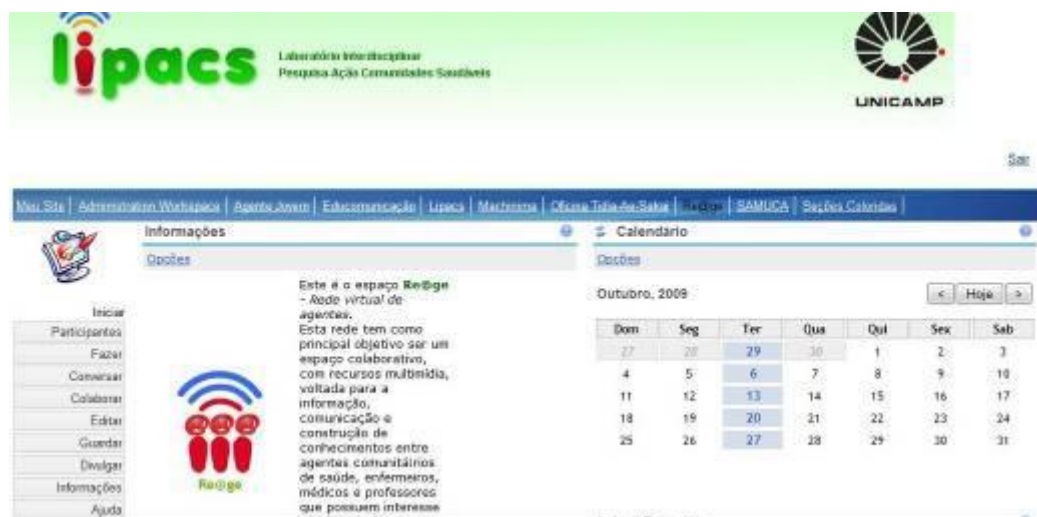 lipacs
Laboratório Interdisciplinar
Pesquisa Ação Comunidades Saudáveis
UNICAMP
Sair
Meu Site | Administration Workspace | Agente Jovem | Educomunicação | Lipacs | Machinima | Oficina Tidia-Ae-Saúde | Re@ge | SAMUCA | Seções Coloridas |
Iniciar
Participantes
Fazer
Conversar
Colaborar
Editar
Guardar
Divulgar
Informações
Ajuda
Informações
Opções
Re@ge
Este é o espaço Re@ge
- Rede virtual de
agentes.
Esta rede tem como
principal objetivo ser um
espaço colaborativo,
com recursos multimídia,
voltada para a
informação,
comunicação e
construção de
conhecimentos entre
agentes comunitáirios
de saúde, enfermeiros,
médicos e professores
que possuem interesse
Calendário
Opções
Outubro, 2009
< Hoje >
Dom Seg Ter Qua Qui Sex Sab
27 28 29 30 1 2 3
4 5 6 7 8 9 10
11 12 13 14 15 16 17
18 19 20 21 22 23 24
25 26 27 28 29 30 31